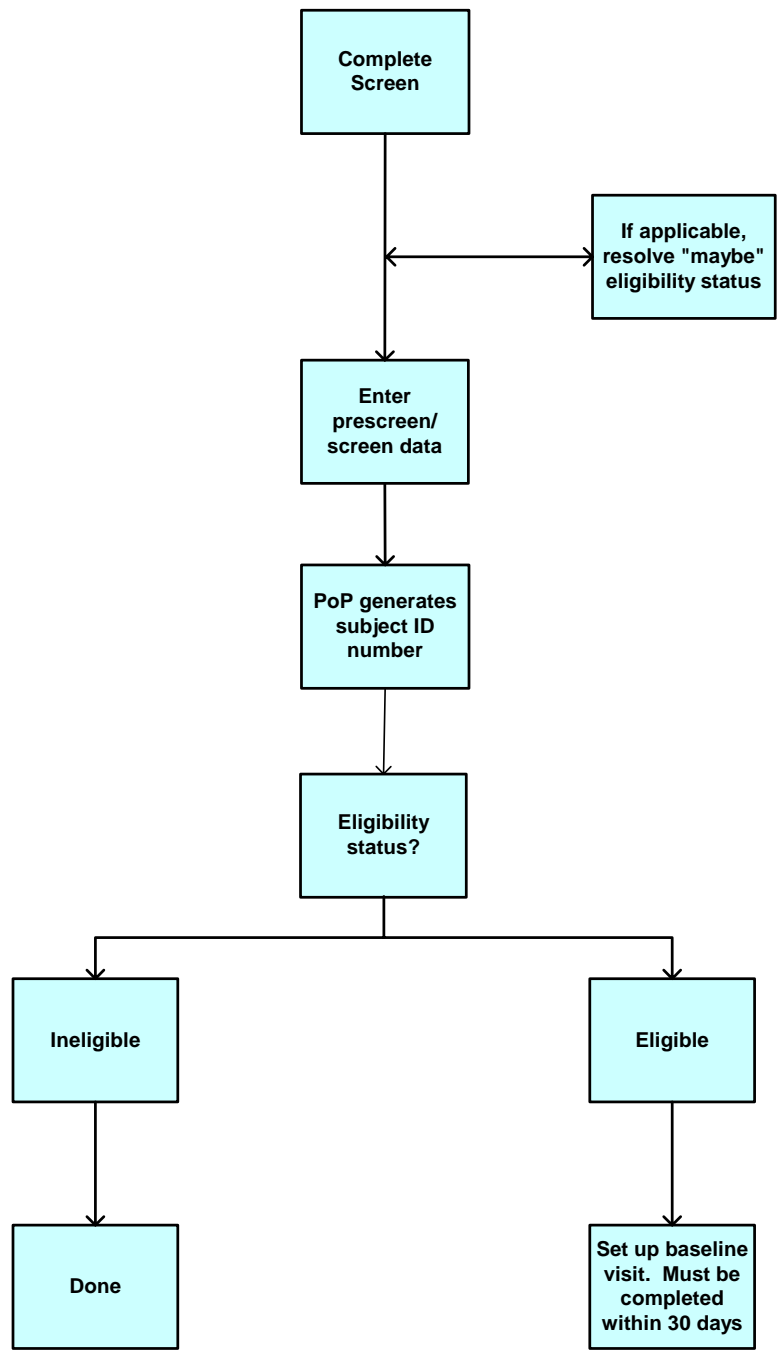 Complete
Screen
If applicable,
resolve "maybe"
eligibility status
Enter
prescreen/
screen data
PoP generates
subject ID
number
Eligibility
status?
Ineligible
Eligible
Done
Set up baseline
visit.  Must be
completed
within 30 days